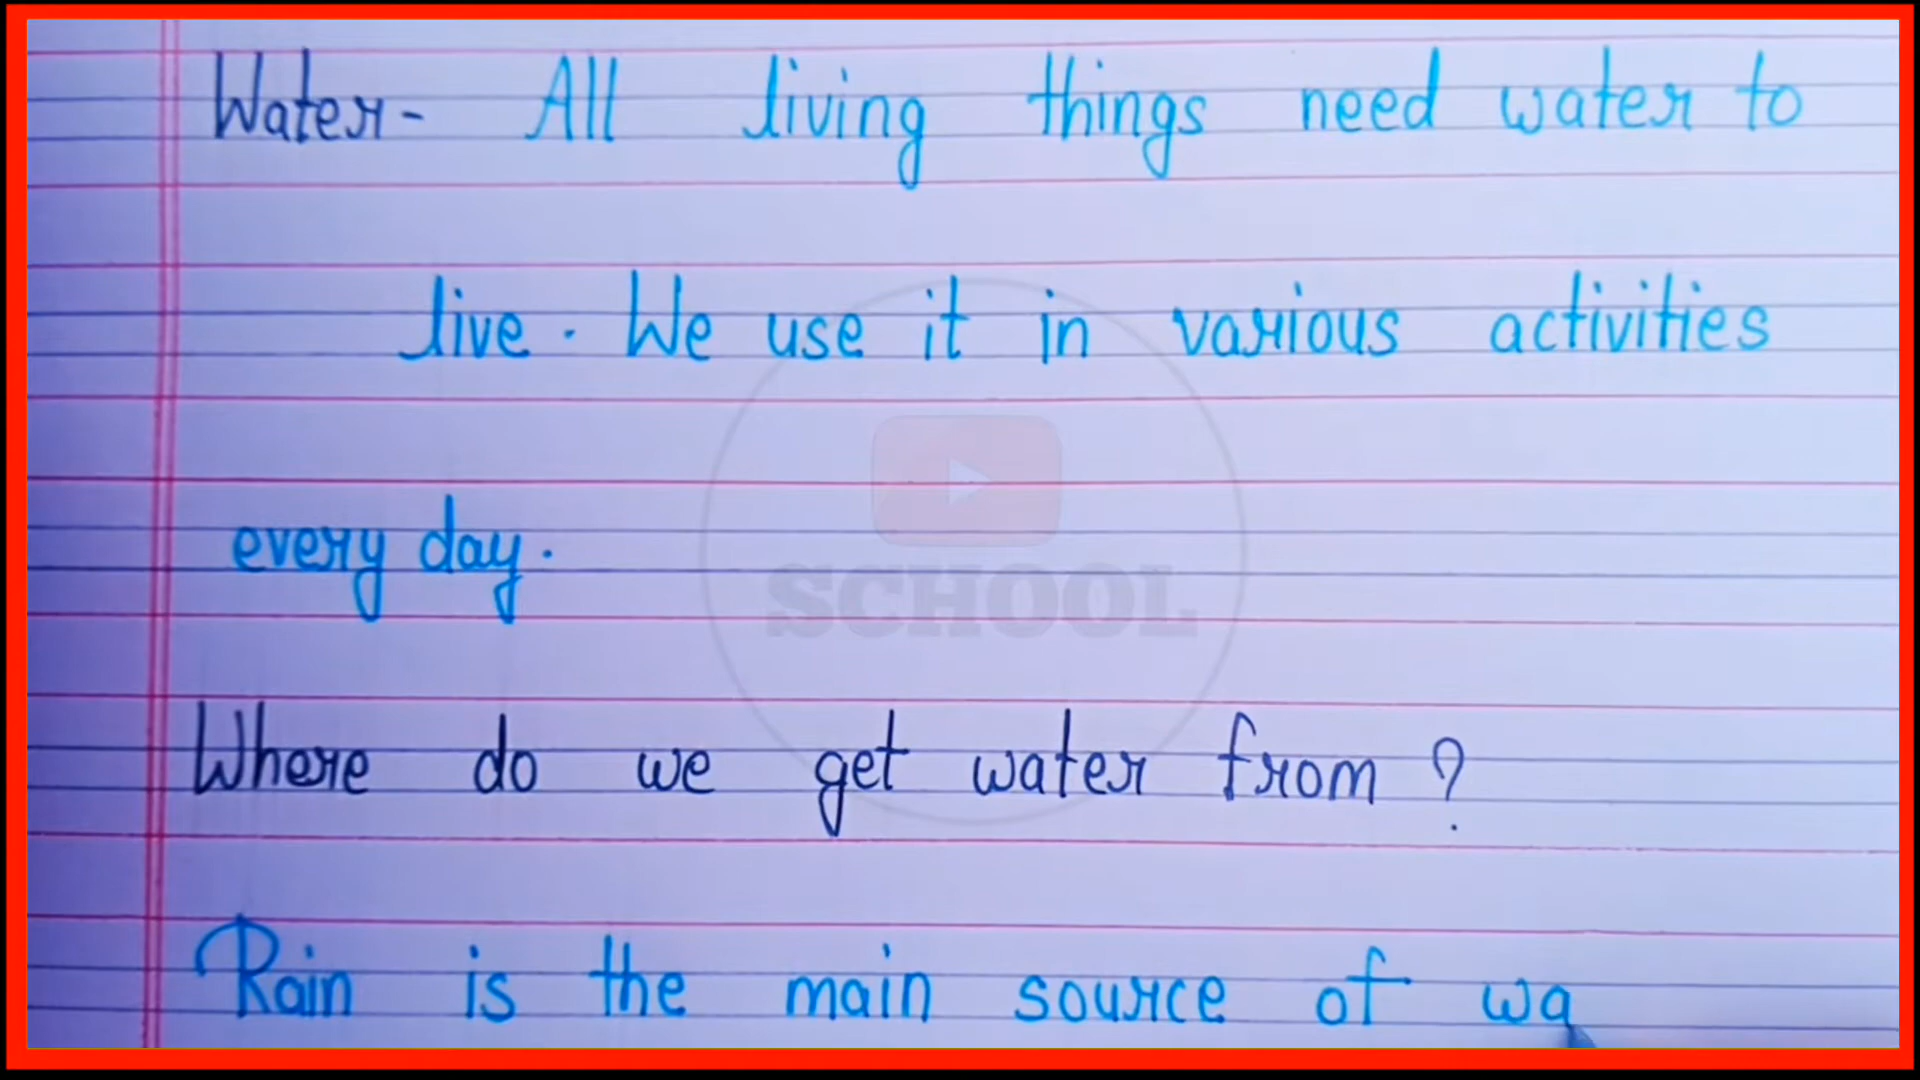 Water- All living things need water to
live. We use it in various activities
every day.
SCHOOL
Where do we get water from?
Rain is the main source of wa